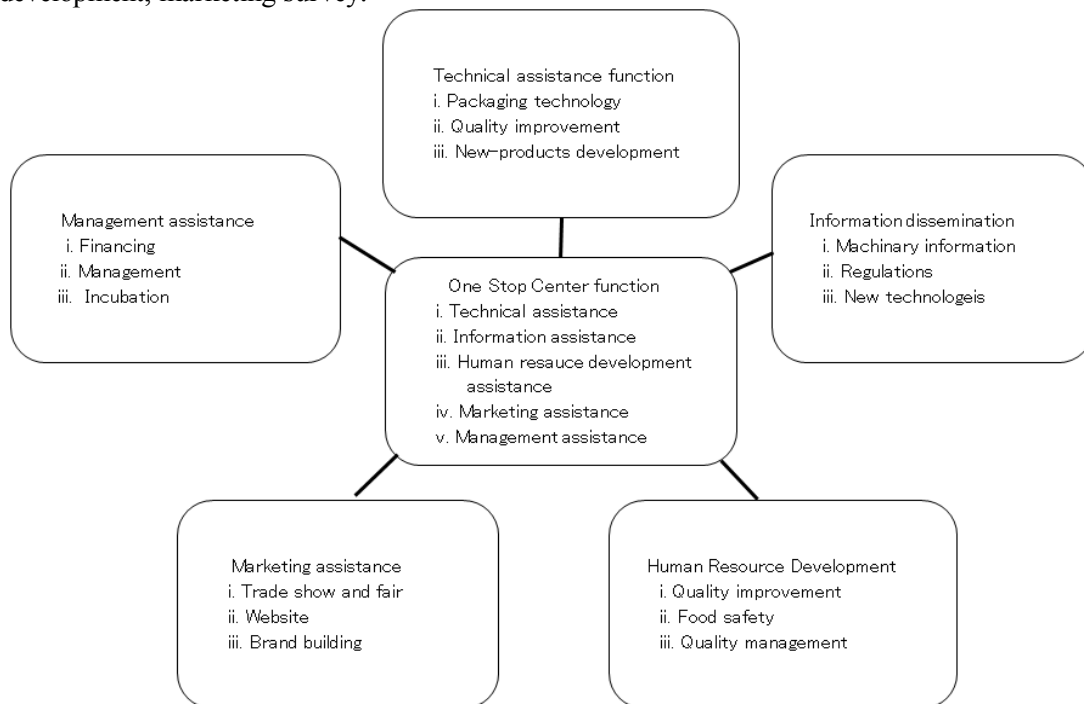 development, marketing survey.
Technical assistance function
i. Packaging technology
ii. Quality improvement
iii. New-products development
Management assistance
i. Financing
ii. Management
iii. Incubation
Information dissemination
i. Machinary information
ii. Regulations
iii. New technologeis
One Stop Center function
i. Technical assistance
ii. Information assistance
iii. Human resauce development
assistance
iv. Marketing assistance
v. Management assistance
Marketing assistance
i. Trade show and fair
ii. Website
iii. Brand building
Human Resource Development
i. Quality improvement
ii. Food safety
iii. Quality management